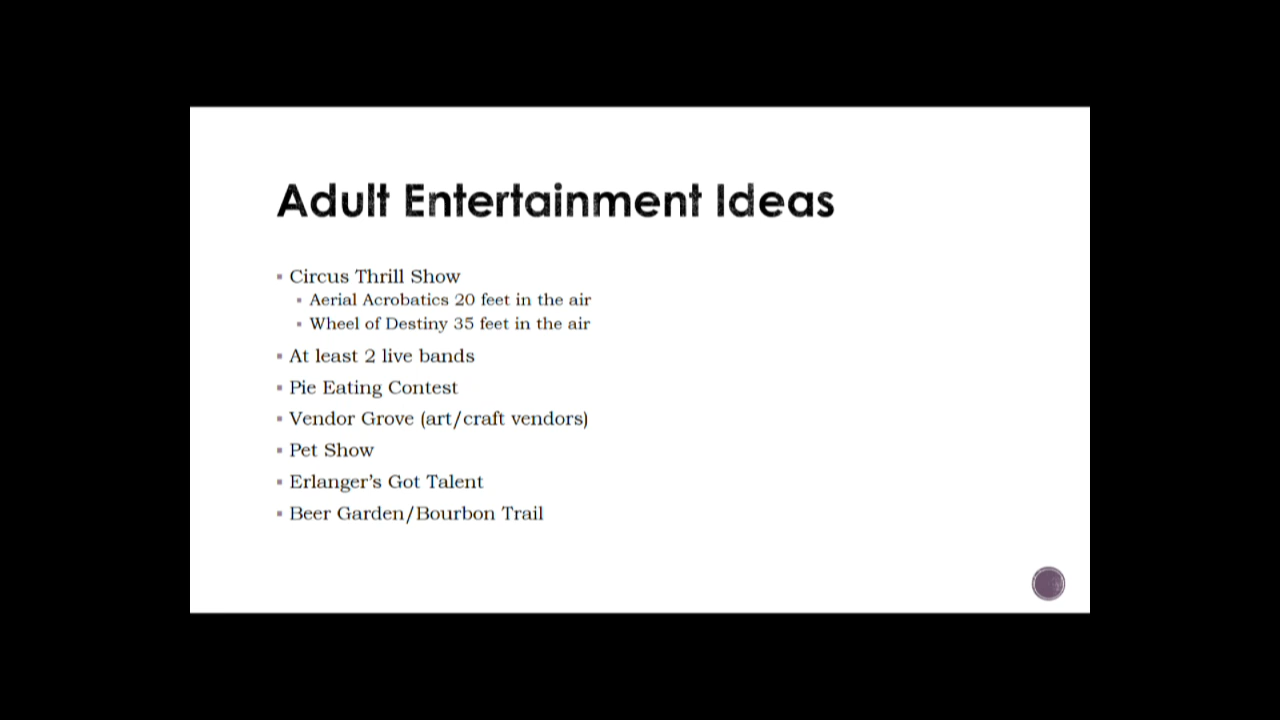 Adult Entertainment Ideas
Circus Thrill Show
Aerial Acrobatics 20 feet in the air
Wheel of Destiny 35 feet in the air
At least 2 live bands
Pie Eating Contest
Vendor Grove (art/craft vendors)
Pet Show
Erlanger’s Got Talent
Beer Garden/Bourbon Trail